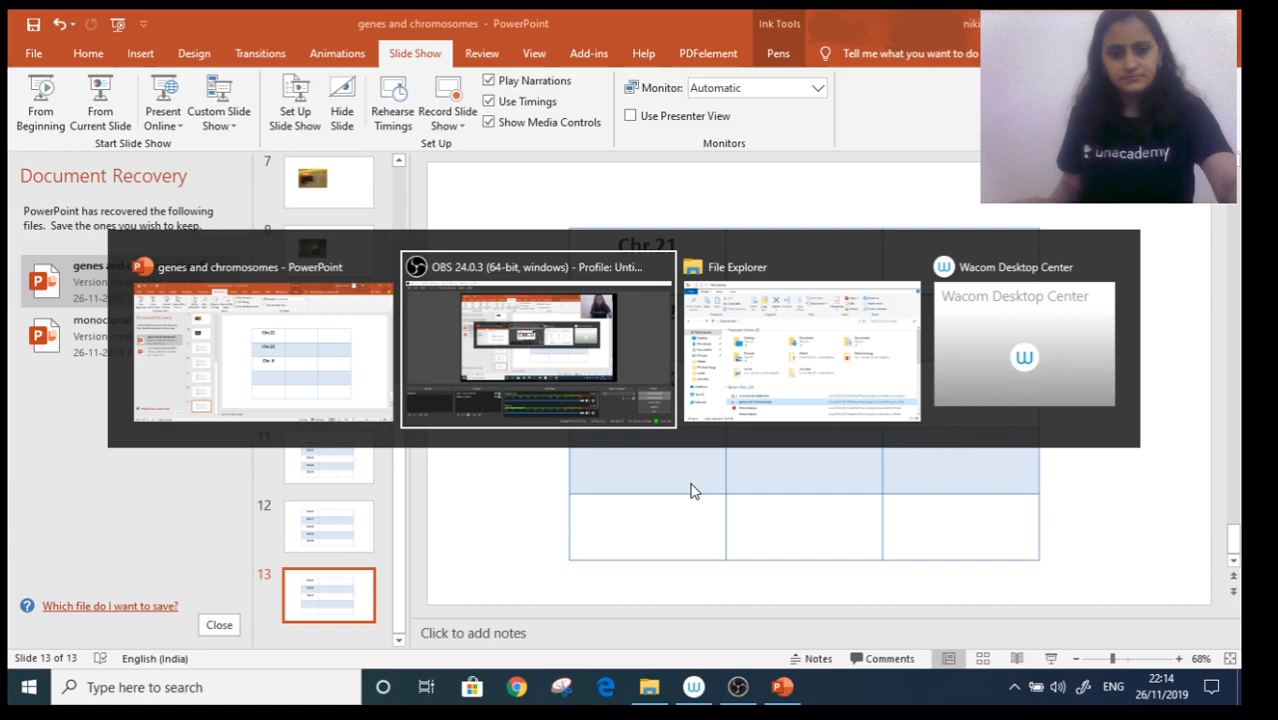 genes and chromosomes - PowerPoint
Ink Tools
File
Home
Insert
Design
Transitions
Animations
Slide Show
Review
View
Add-ins
Help
PDFelement
Pens
Tell me what you want to do
From Beginning
From Current Slide
Present Online
Custom Slide Show
Set Up Slide Show
Hide Slide
Rehearse Timings
Record Slide Show
Play Narrations
Use Timings
Show Media Controls
Monitor:
Automatic
Use Presenter View
Start Slide Show
Set Up
Monitors
unacademy
Document Recovery
PowerPoint has recovered the following
files. Save the ones you wish to keep.
7
8
Chr.21
genes and chromosomes - PowerPoint
OBS 24.0.3 (64-bit, windows) - Profile: Unti...
File Explorer
Wacom Desktop Center
Wacom Desktop Center
11
12
13
Which file do I want to save?
Close
Click to add notes
Slide 13 of 13
English (India)
Notes
Comments
68%
Type here to search
ENG
22:14
26/11/2019